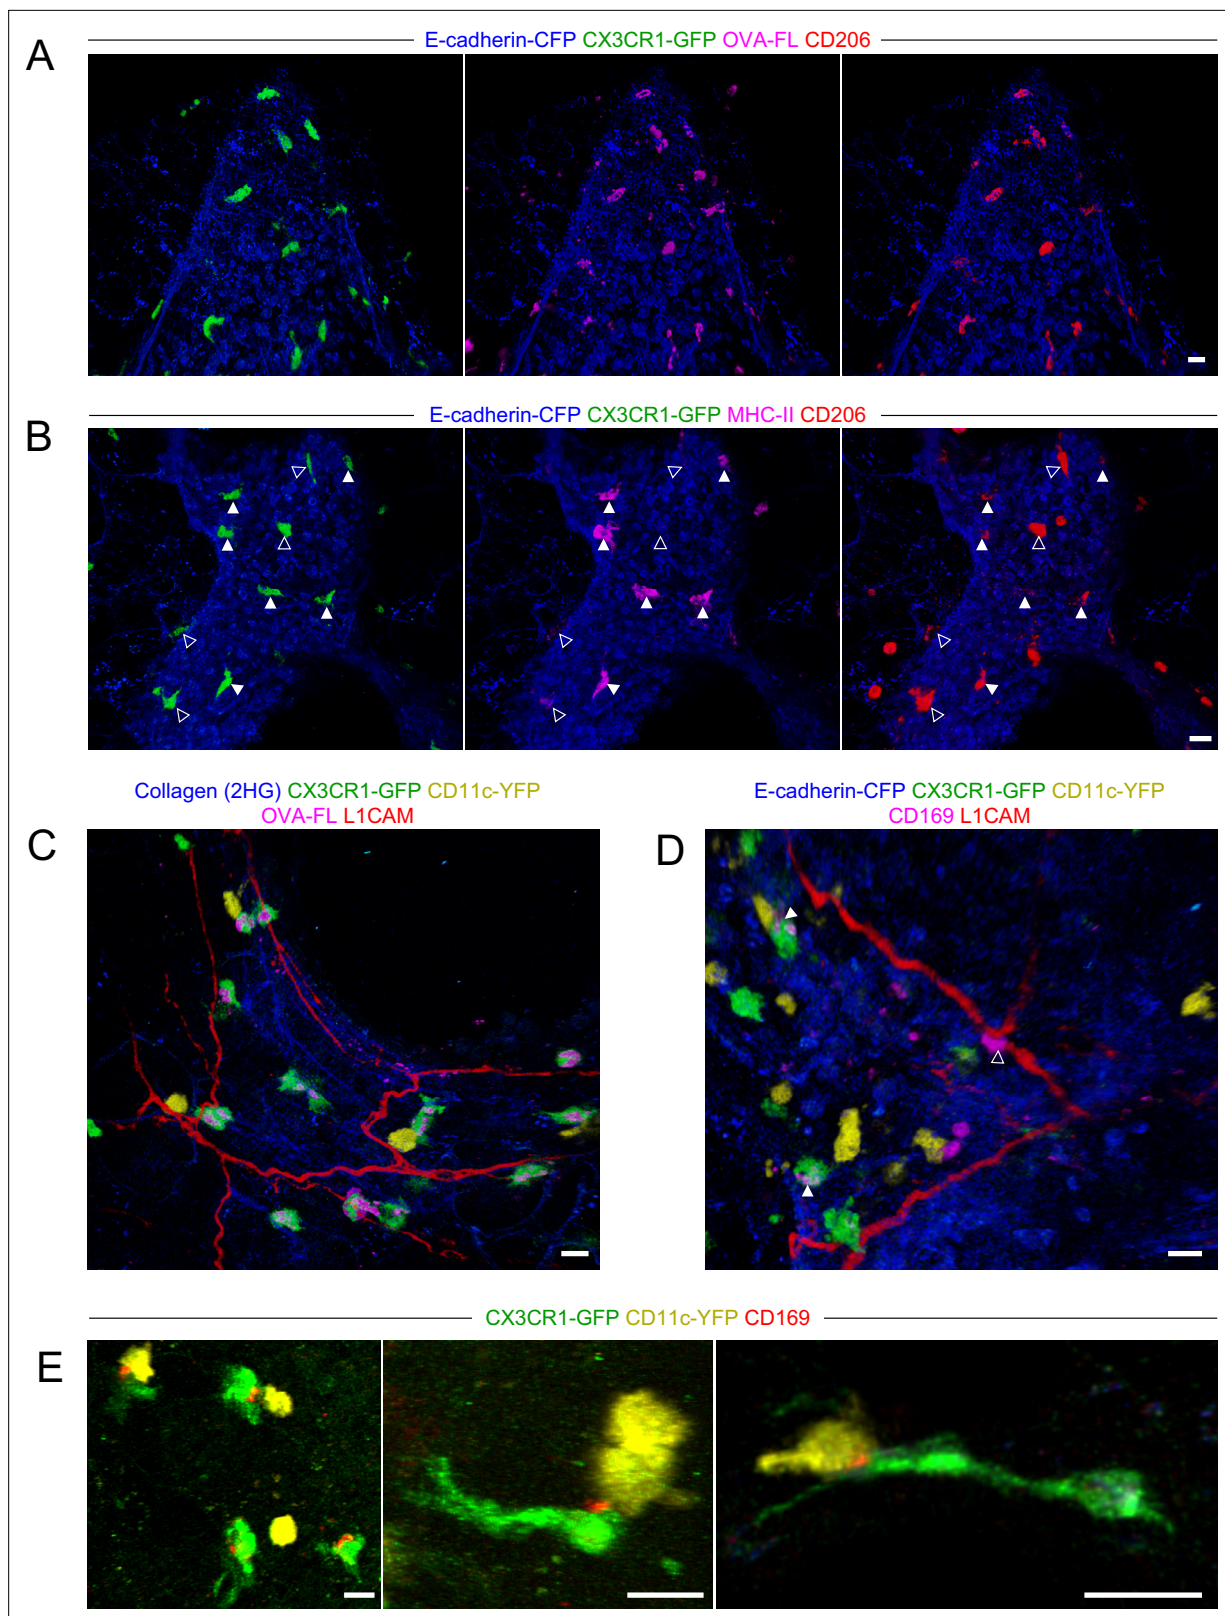 A
E-cadherin-CFP CX3CR1-GFP OVA-FL CD206
B
E-cadherin-CFP CX3CR1-GFP MHC-II CD206
C
Collagen (2HG) CX3CR1-GFP CD11c-YFP
OVA-FL L1CAM
D
E-cadherin-CFP CX3CR1-GFP CD11c-YFP
CD169 L1CAM
E
CX3CR1-GFP CD11c-YFP CD169